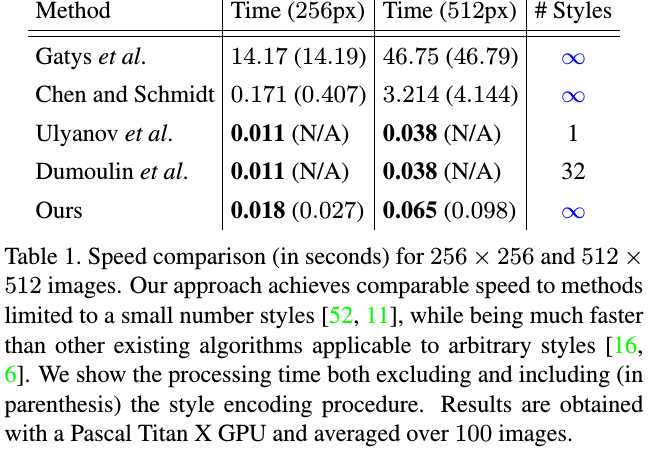 Method Time (256px) Time (512px) # Styles
Gatys et al. 14.17 (14.19) 46.75 (46.79) ∞
Chen and Schmidt 0.171 (0.407) 3.214 (4.144) ∞
Ulyanov et al. 0.011 (N/A) 0.038 (N/A) 1
Dumoulin et al. 0.011 (N/A) 0.038 (N/A) 32
Ours 0.018 (0.027) 0.065 (0.098) ∞
Table 1. Speed comparison (in seconds) for 256 × 256 and 512 ×
512 images. Our approach achieves comparable speed to methods
limited to a small number styles [52, 11], while being much faster
than other existing algorithms applicable to arbitrary styles [16,
6]. We show the processing time both excluding and including (in
parenthesis) the style encoding procedure. Results are obtained
with a Pascal Titan X GPU and averaged over 100 images.